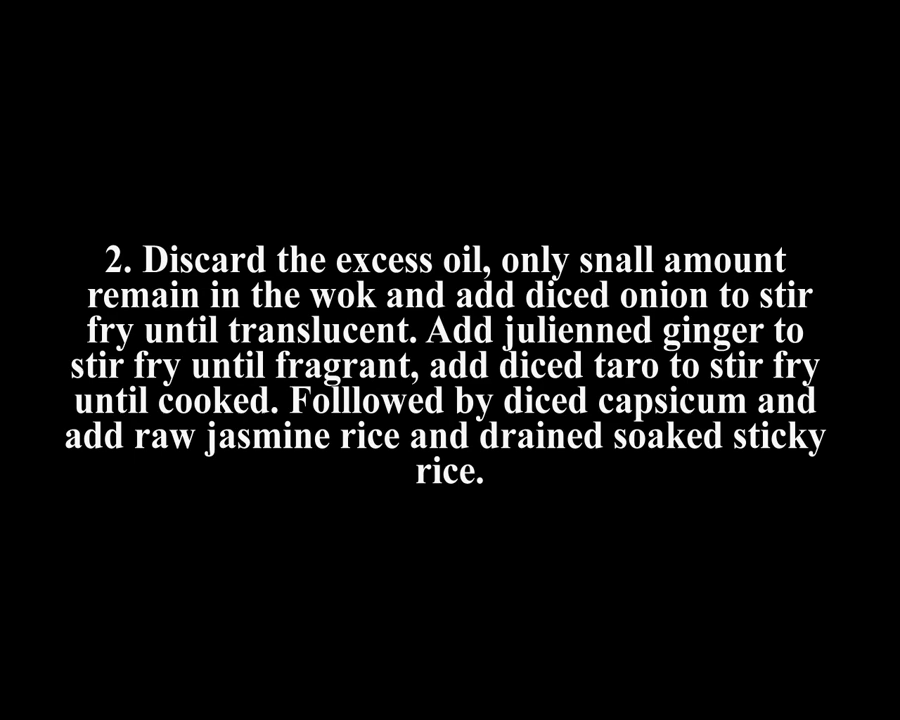 2. Discard the excess oil, only snall amount
remain in the wok and add diced onion to stir
fry until translucent. Add julienned ginger to
stir fry until fragrant, add diced taro to stir fry
until cooked. Folllowed by diced capsicum and
add raw jasmine rice and drained soaked sticky
rice.